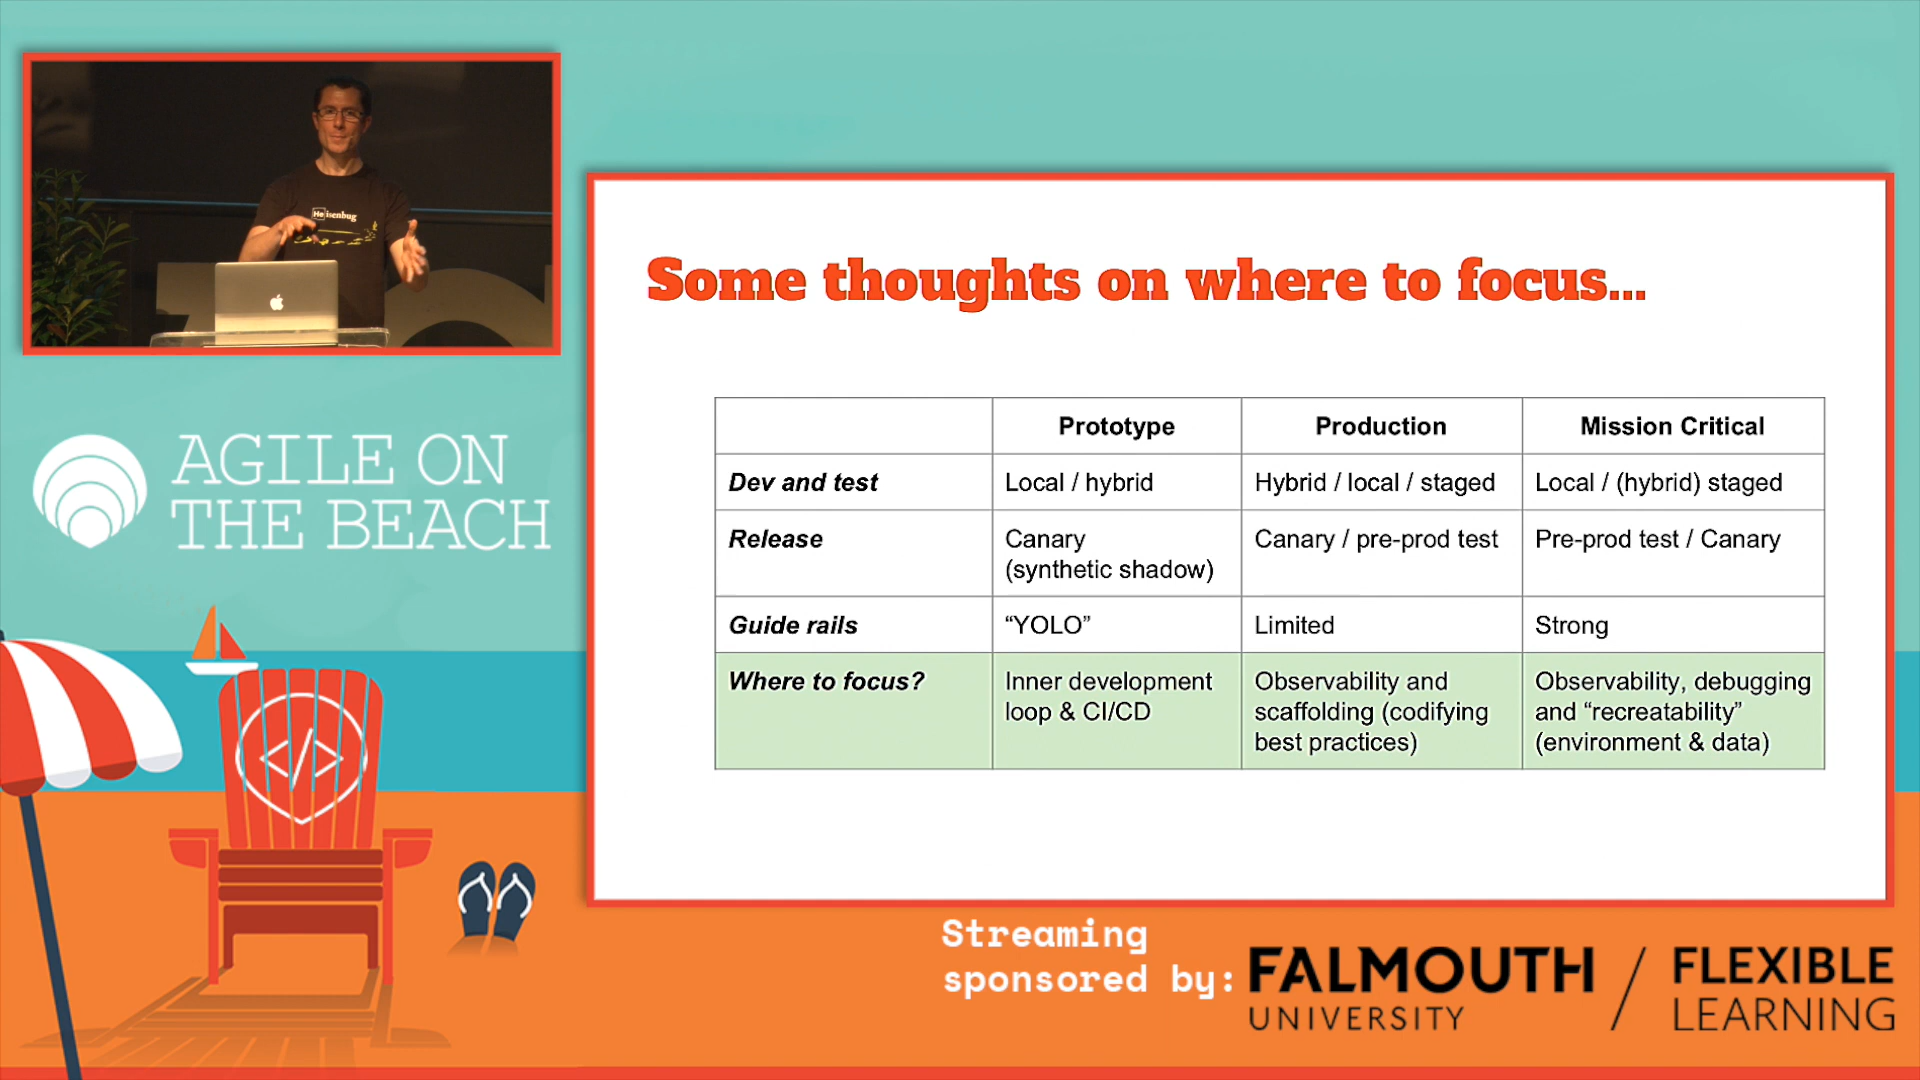 Heisenbug
AGILE ON
THE BEACH
Some thoughts on where to focus...
Prototype
Production
Mission Critical
Dev and test
Local / hybrid
Hybrid / local / staged
Local / (hybrid) staged
Release
Canary
(synthetic shadow)
Canary / pre-prod test
Pre-prod test / Canary
Guide rails
“YOLO”
Limited
Strong
Where to focus?
Inner development
loop & CI/CD
Observability and
scaffolding (codifying
best practices)
Observability, debugging
and “recreatability”
(environment & data)
</>
Streaming
sponsored by:
FALMOUTH
UNIVERSITY
/
FLEXIBLE
LEARNING